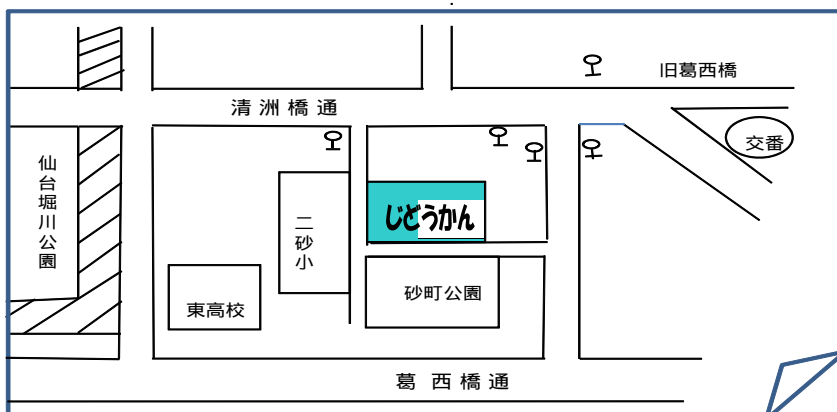 旧葛西橋
清洲橋通
交番
仙台堀川公園
二砂小
じどうかん
砂町公園
東高校
葛西橋通